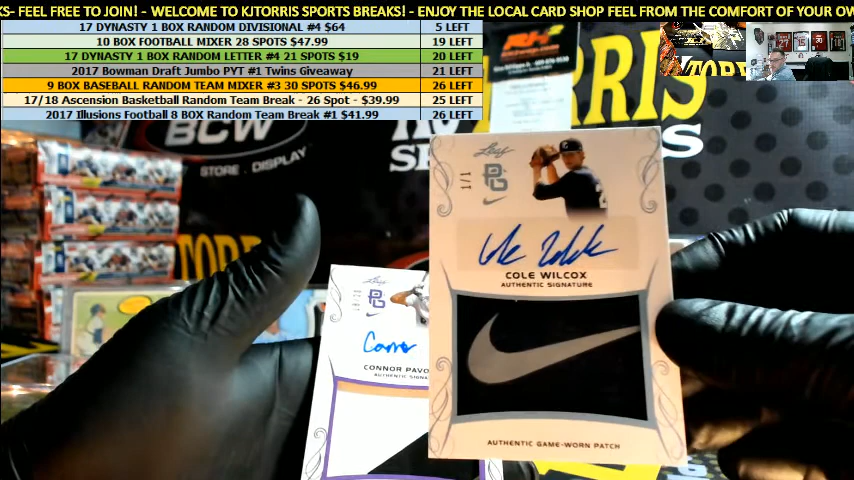 KS- FEEL FREE TO JOIN! - WELCOME TO KJTORRIS SPORTS BREAKS! - ENJOY THE LOCAL CARD SHOP FEEL FROM THE COMFORT OF YOUR OW
17 DYNASTY 1 BOX RANDOM DIVISIONAL #4 $64 5 LEFT
10 BOX FOOTBALL MIXER 28 SPOTS $47.99 19 LEFT
17 DYNASTY 1 BOX RANDOM LETTER #4 21 SPOTS $19 20 LEFT
2017 Bowman Draft Jumbo PYT #1 Twins Giveaway 21 LEFT
9 BOX BASEBALL RANDOM TEAM MIXER #3 30 SPOTS $46.99 26 LEFT
17/18 Ascension Basketball Random Team Break - 26 Spot - $39.99 25 LEFT
2017 Illusions Football 8 BOX Random Team Break #1 $41.99 26 LEFT
BCW
STORE . DISPLAY
Leaf
1/1
PG
COLE WILCOX
AUTHENTIC SIGNATURE
AUTHENTIC GAME-WORN PATCH
Leaf
PG
CONNOR PAVO
AUTHENTIC SIGNA